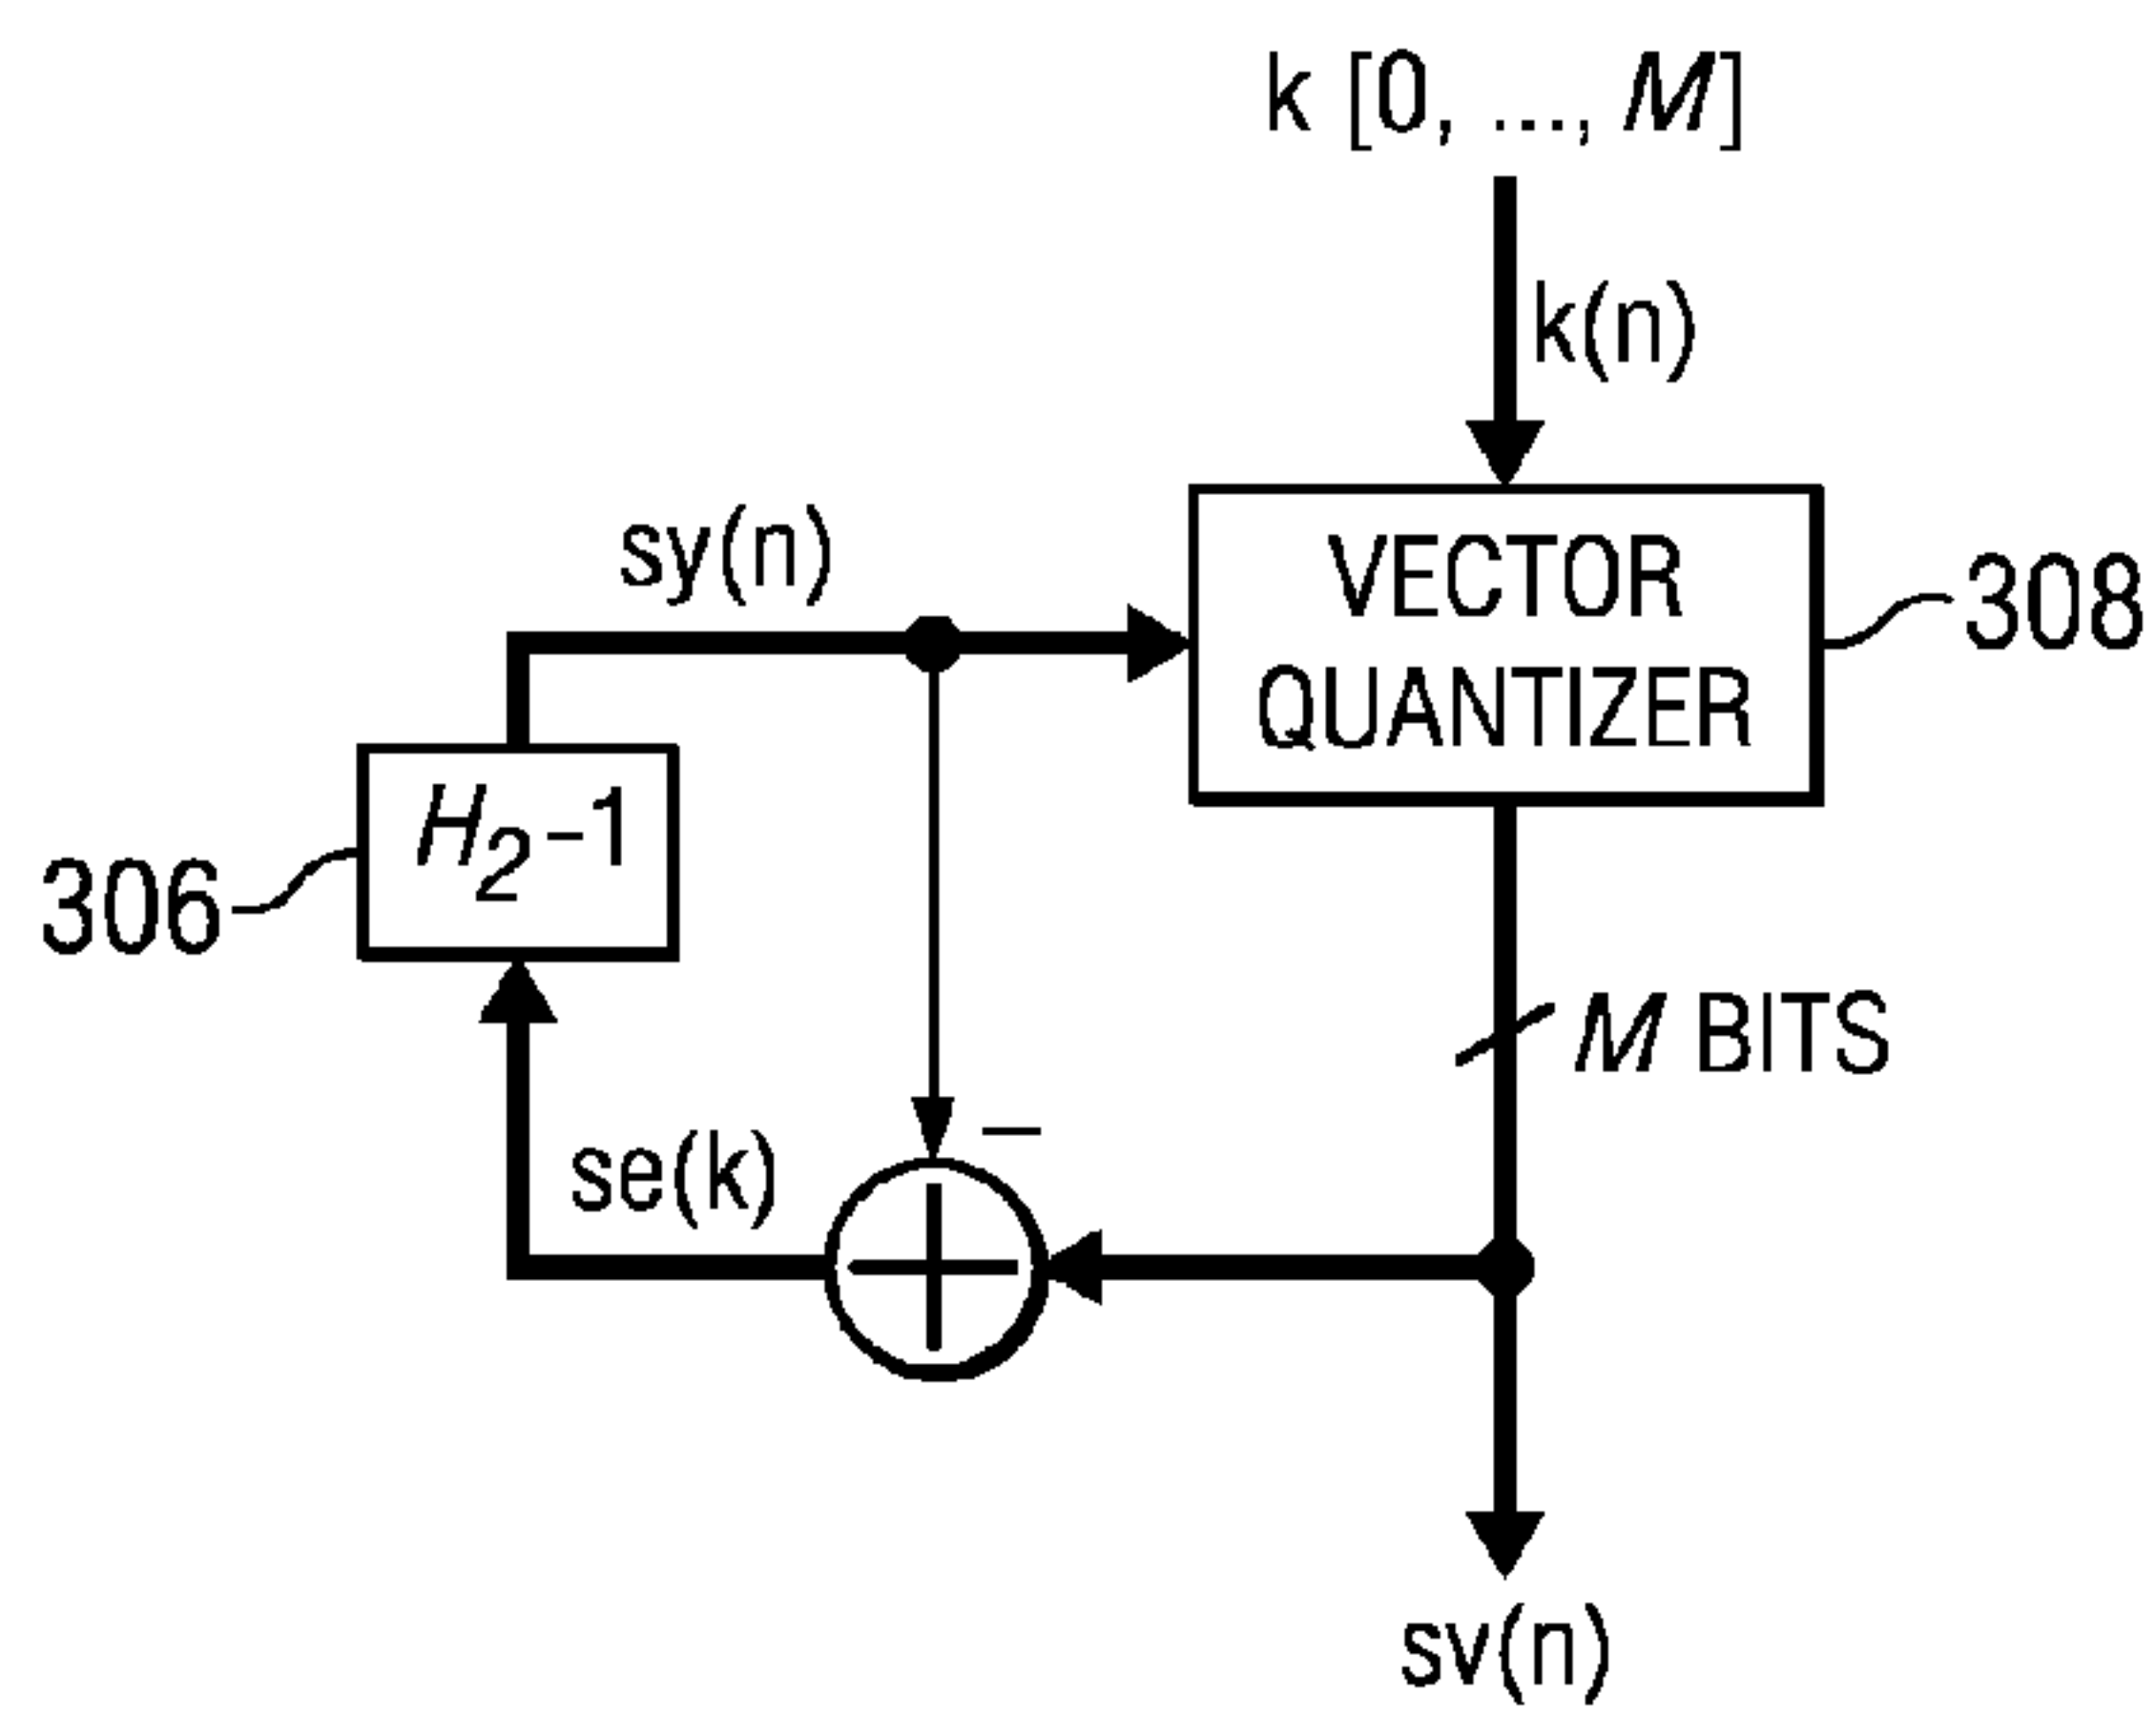 k [0, ..., M]
k(n)
sy(n)
VECTOR
QUANTIZER
308
H2-1
306
M BITS
se(k)
–
sv(n)